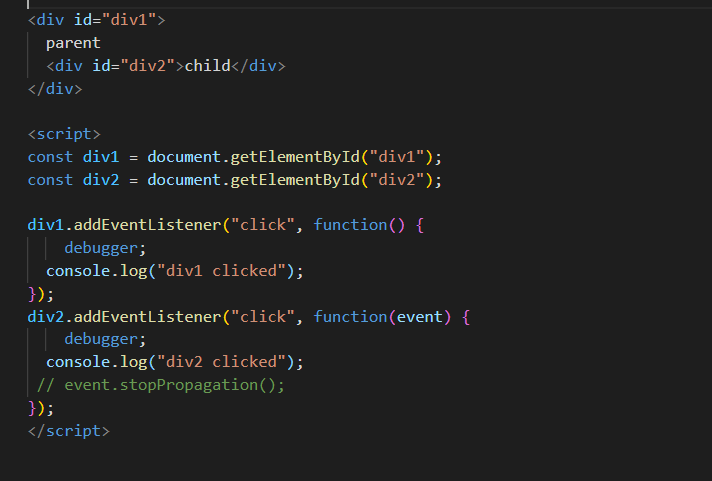 <div id="div1">
  parent
  <div id="div2">child</div>
</div>

<script>
const div1 = document.getElementById("div1");
const div2 = document.getElementById("div2");

div1.addEventListener("click", function() {
    debugger;
  console.log("div1 clicked");
});
div2.addEventListener("click", function(event) {
    debugger;
  console.log("div2 clicked");
 // event.stopPropagation();
});
</script>